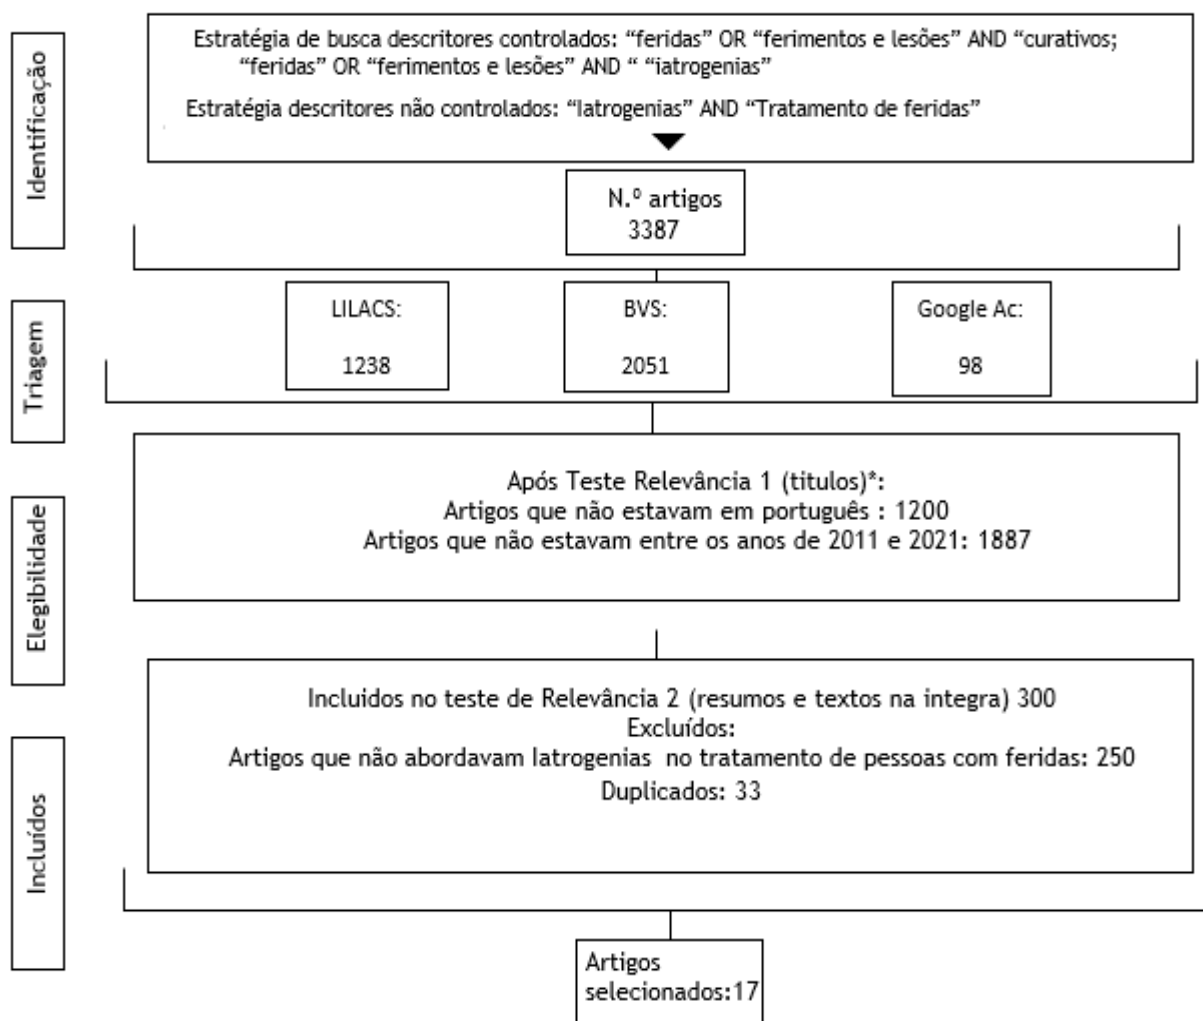 Identificação
Estratégia de busca descritores controlados: “feridas” OR “ferimentos e lesões” AND “curativos;
“feridas” OR “ferimentos e lesões” AND “ “iatrogenias”
Estratégia descritores não controlados: “Iatrogenias” AND “Tratamento de feridas”
N.º artigos
3387
Triagem
LILACS:
1238
BVS:
2051
Google Ac:
98
Elegibilidade
Após Teste Relevância 1 (titulos)*:
Artigos que não estavam em português : 1200
Artigos que não estavam entre os anos de 2011 e 2021: 1887
Incluídos
Incluidos no teste de Relevância 2 (resumos e textos na integra) 300
Excluídos:
Artigos que não abordavam Iatrogenias no tratamento de pessoas com feridas: 250
Duplicados: 33
Artigos
selecionados:17